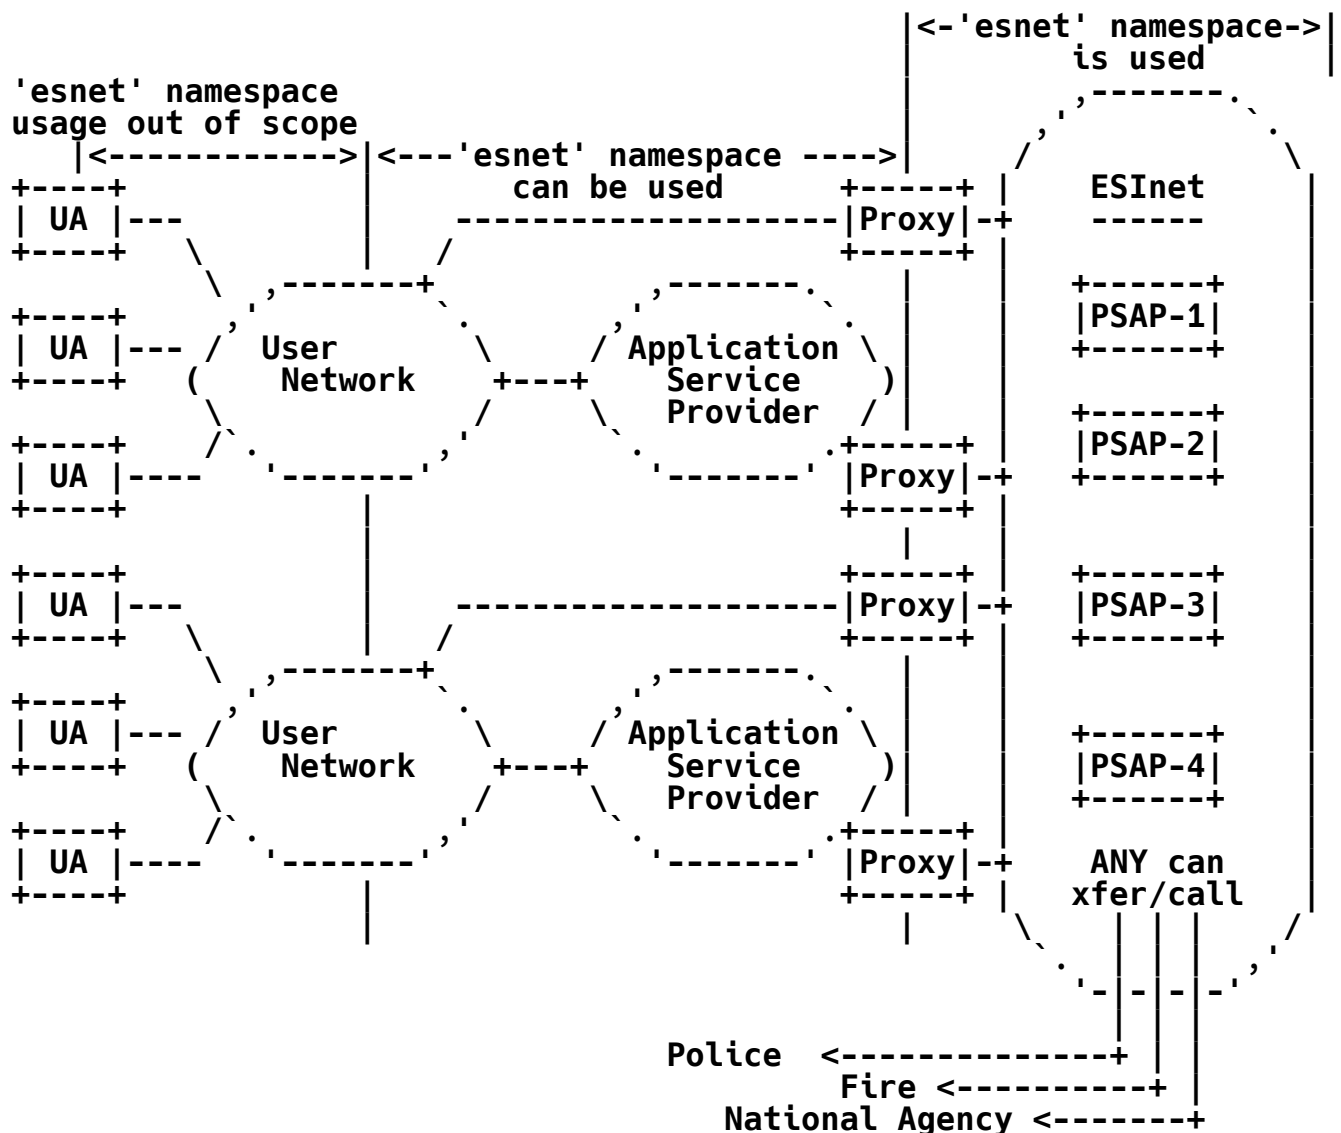 |<-'esnet' namespace->|
is used
'esnet' namespace
usage out of scope
|<------------>|<---'esnet' namespace ---->|
can be used
ESInet
------
UA
Proxy
PSAP-1
UA
User Application
Network Service
Provider
PSAP-2
UA
Proxy
UA
Proxy
PSAP-3
UA
User Application
Network Service
Provider
PSAP-4
UA
Proxy
ANY can
xfer/call
Police <--------------+
Fire <----------+
National Agency <-------+